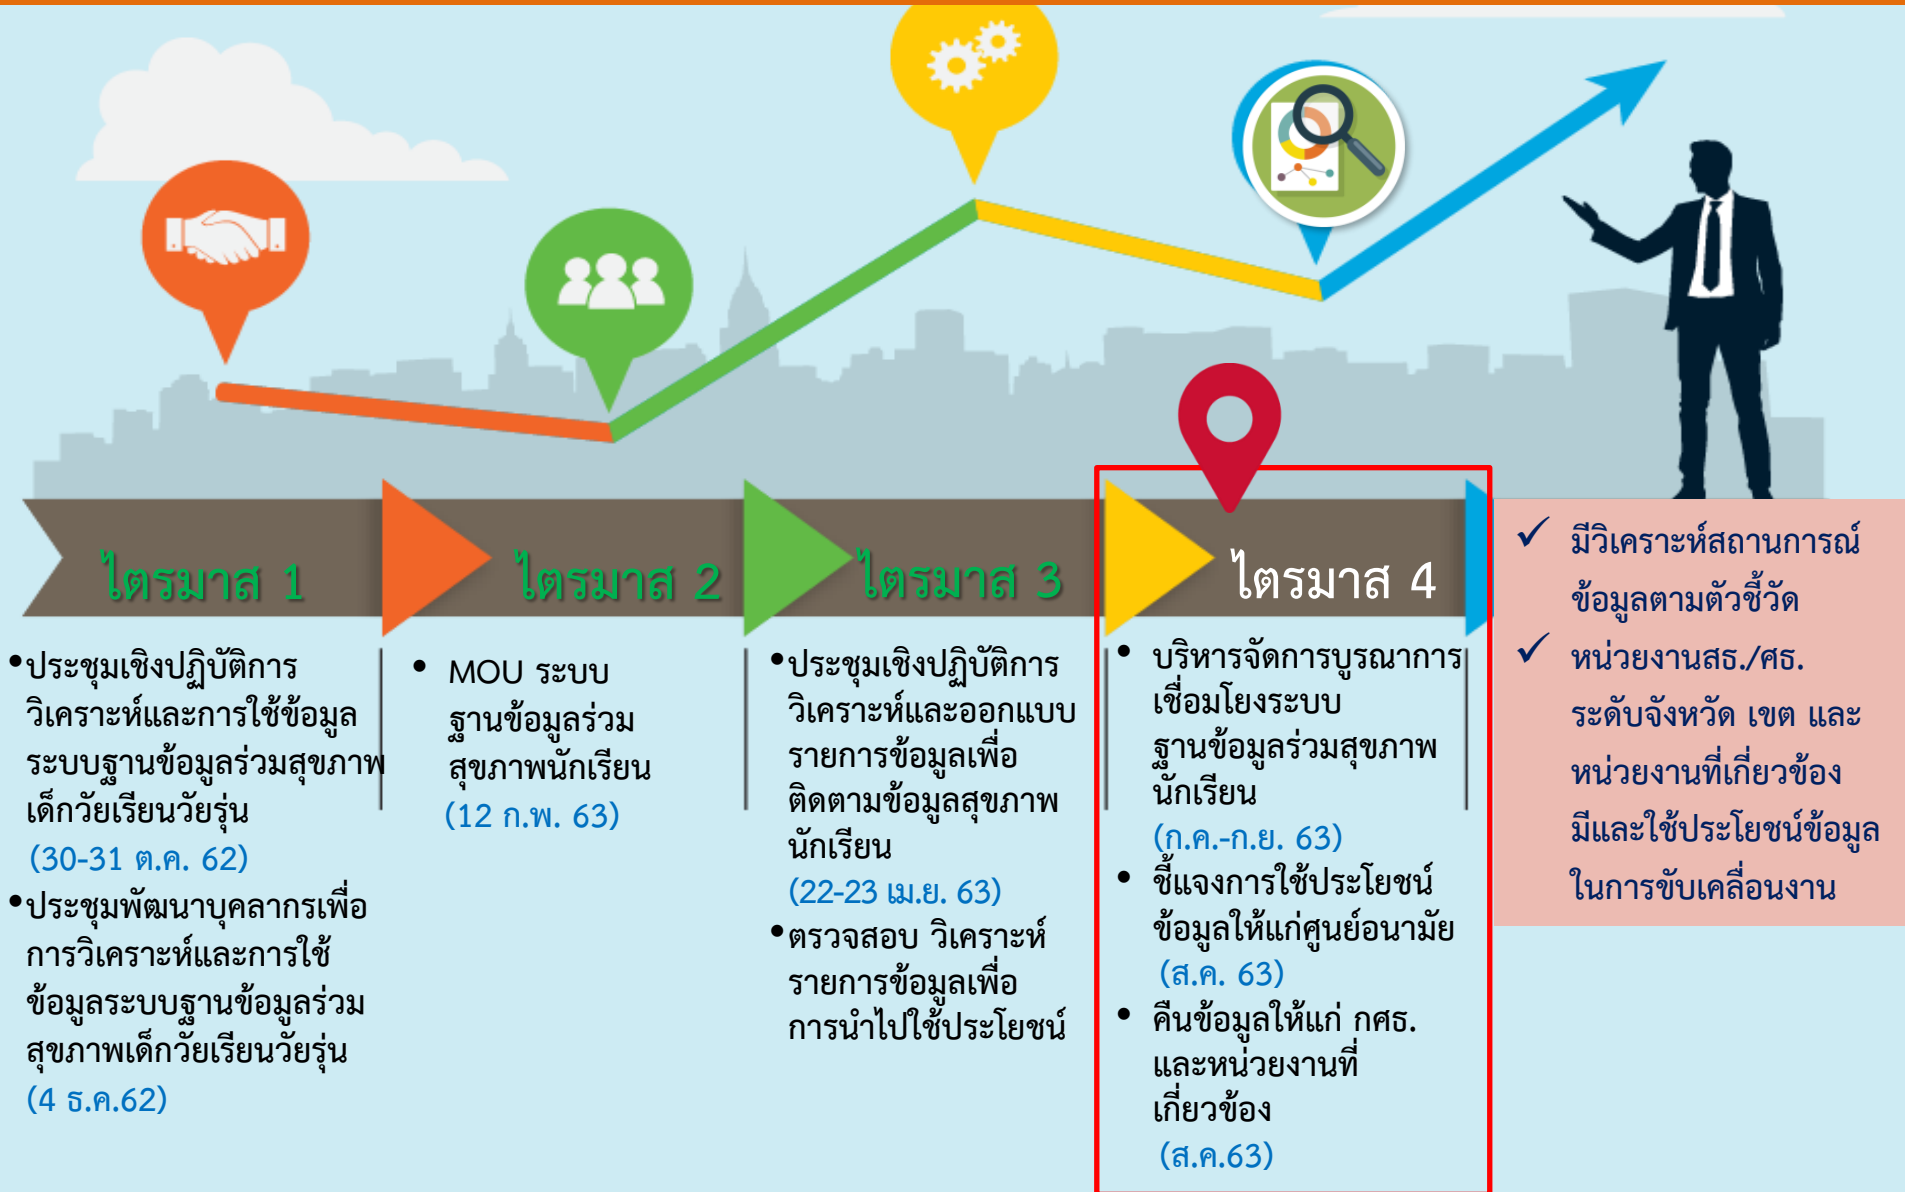 ไตรมาส 1
•ประชุมเชิงปฏิบัติการ
วิเคราะห์และการใช้ข้อมูล
ระบบฐานข้อมูลร่วมสุขภาพ
เด็กวัยเรียนวัยรุ่น
(30-31 ต.ค. 62)
•ประชุมพัฒนาบุคลากรเพื่อ
การวิเคราะห์และการใช้
ข้อมูลระบบฐานข้อมูลร่วม
สุขภาพเด็กวัยเรียนวัยรุ่น
(4 ธ.ค.62)
ไตรมาส 2
• MOU ระบบ
ฐานข้อมูลร่วม
สุขภาพนักเรียน
(12 ก.พ. 63)
ไตรมาส 3
•ประชุมเชิงปฏิบัติการ
วิเคราะห์และออกแบบ
รายการข้อมูลเพื่อ
ติดตามข้อมูลสุขภาพ
นักเรียน
(22-23 เม.ย. 63)
•ตรวจสอบ วิเคราะห์
รายการข้อมูลเพื่อ
การนำไปใช้ประโยชน์
ไตรมาส 4
• บริหารจัดการบูรณาการ
เชื่อมโยงระบบ
ฐานข้อมูลร่วมสุขภาพ
นักเรียน
(ก.ค.-ก.ย. 63)
• ชี้แจงการใช้ประโยชน์
ข้อมูลให้แก่ศูนย์อนามัย
(ส.ค. 63)
• คืนข้อมูลให้แก่ กศธ.
และหน่วยงานที่
เกี่ยวข้อง
(ส.ค.63)
✓ มีวิเคราะห์สถานการณ์
ข้อมูลตามตัวชี้วัด
✓ หน่วยงานสธ./ศธ.
ระดับจังหวัด เขต และ
หน่วยงานที่เกี่ยวข้อง
มีและใช้ประโยชน์ข้อมูล
ในการขับเคลื่อนงาน